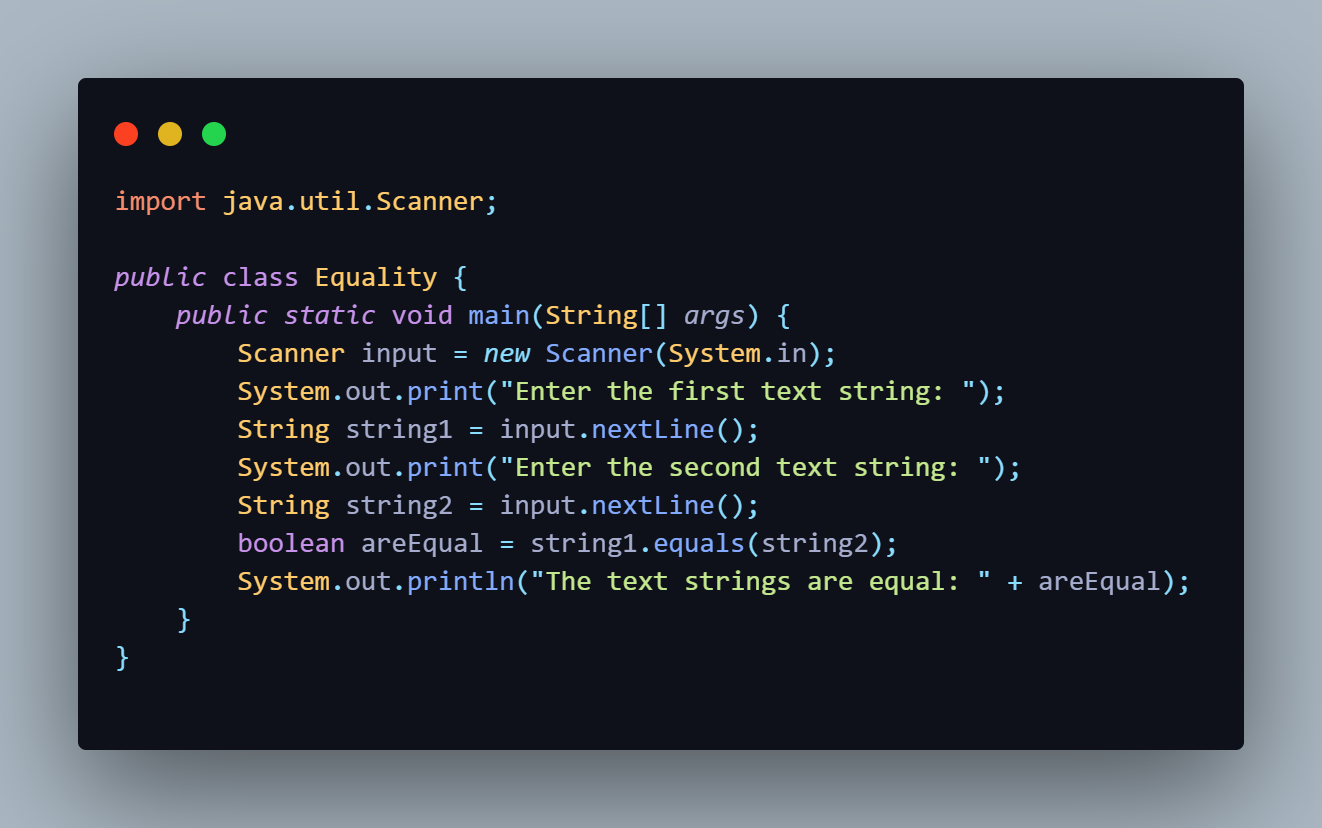 import java.util.Scanner;

public class Equality {
    public static void main(String[] args) {
        Scanner input = new Scanner(System.in);
        System.out.print("Enter the first text string: ");
        String string1 = input.nextLine();
        System.out.print("Enter the second text string: ");
        String string2 = input.nextLine();
        boolean areEqual = string1.equals(string2);
        System.out.println("The text strings are equal: " + areEqual);
    }
}